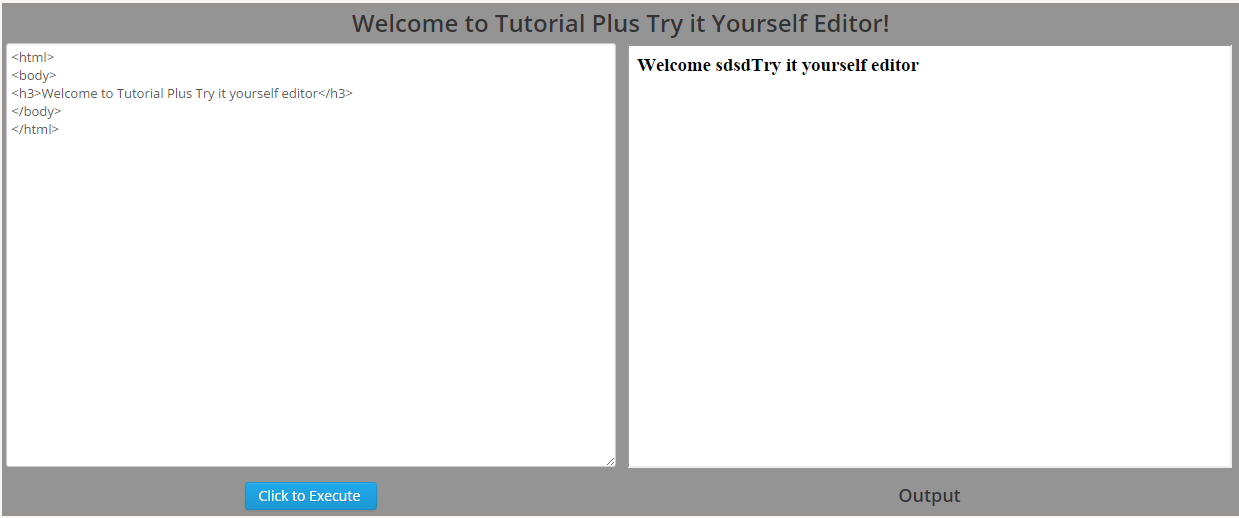 Welcome to Tutorial Plus Try it Yourself Editor!
<html>
<body>
<h3>Welcome to Tutorial Plus Try it yourself editor</h3>
</body>
</html>
Welcome sdsdTry it yourself editor
Click to Execute
Output